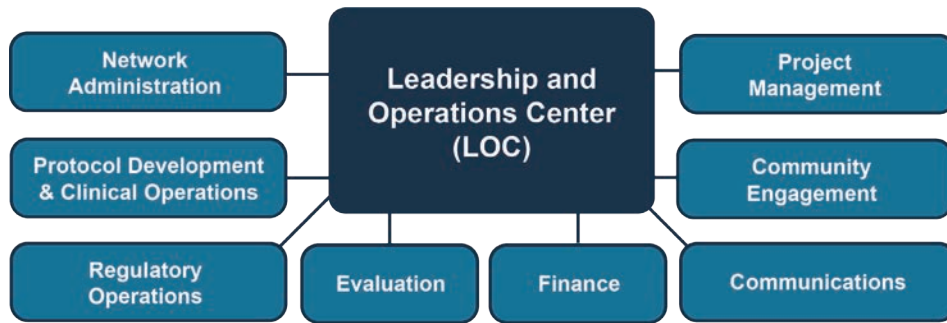 Network
Administration
Leadership and
Operations Center
(LOC)
Project
Management
Protocol Development
& Clinical Operations
Community
Engagement
Regulatory
Operations
Evaluation
Finance
Communications